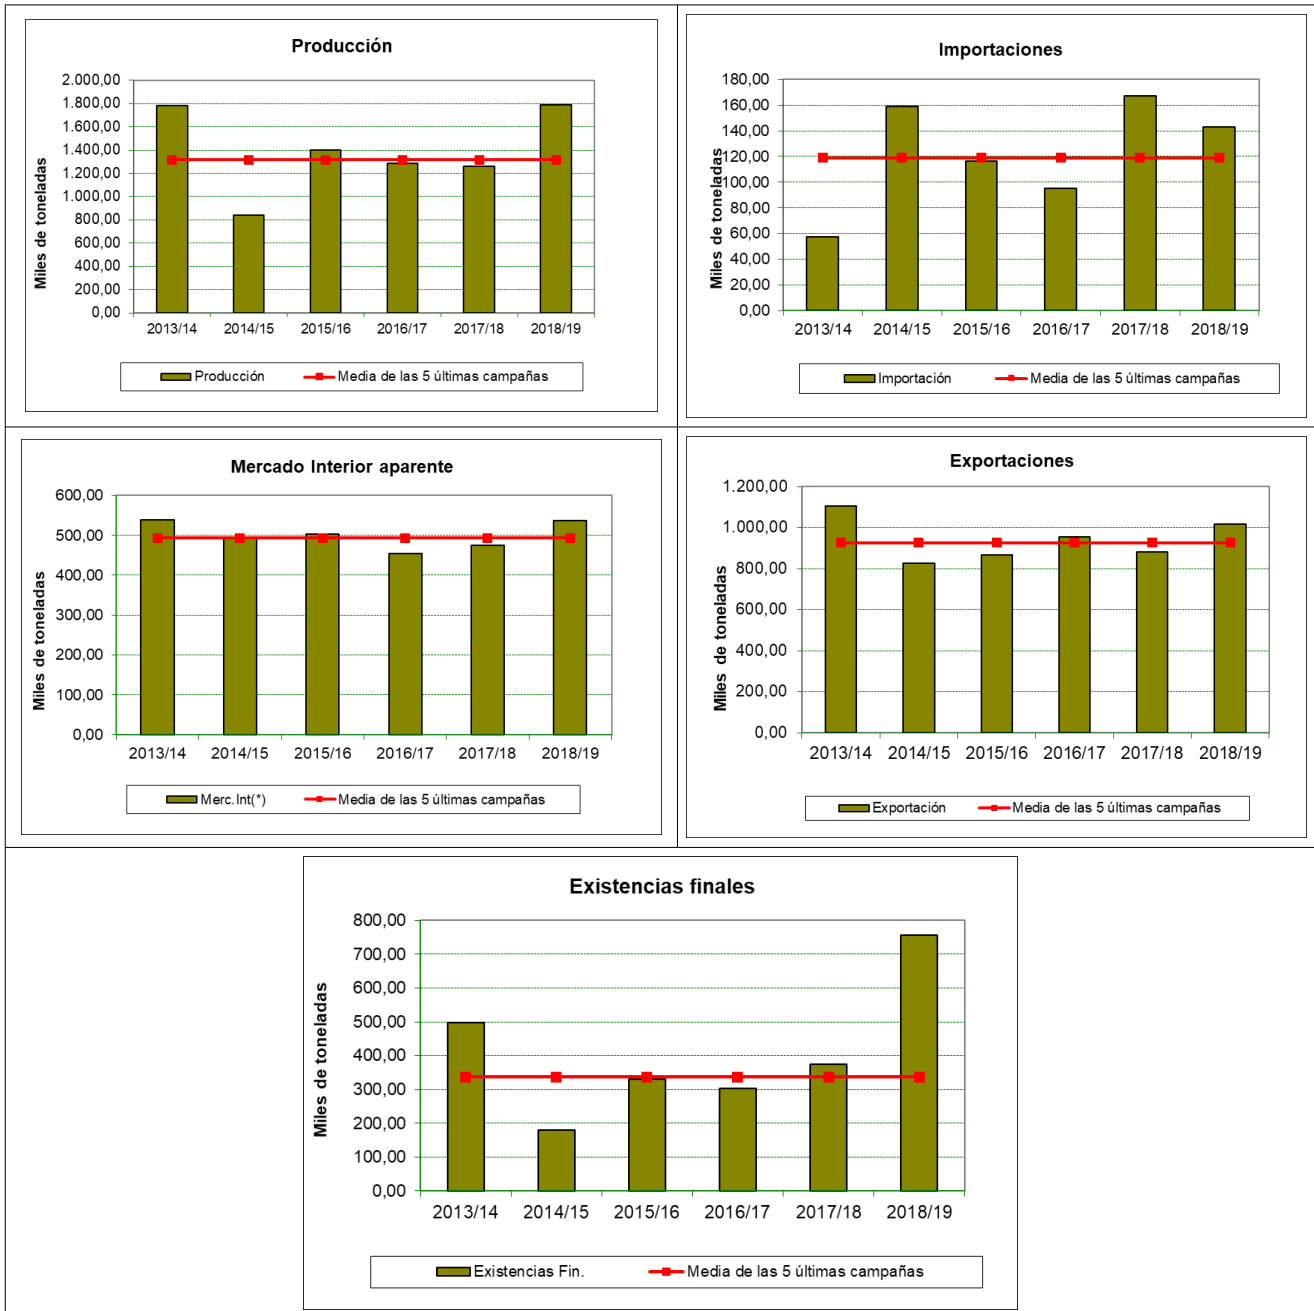 Producción
Miles de toneladas
2.000,00
1.800,00
1.600,00
1.400,00
1.200,00
1.000,00
800,00
600,00
400,00
200,00
0,00
2013/14 2014/15 2015/16 2016/17 2017/18 2018/19
Producción Media de las 5 últimas campañas
Importaciones
Miles de toneladas
180,00
160,00
140,00
120,00
100,00
80,00
60,00
40,00
20,00
0,00
2013/14 2014/15 2015/16 2016/17 2017/18 2018/19
Importación Media de las 5 últimas campañas
Mercado Interior aparente
Miles de toneladas
600,00
500,00
400,00
300,00
200,00
100,00
0,00
2013/14 2014/15 2015/16 2016/17 2017/18 2018/19
Merc.Int(*) Media de las 5 últimas campañas
Exportaciones
Miles de toneladas
1.200,00
1.000,00
800,00
600,00
400,00
200,00
0,00
2013/14 2014/15 2015/16 2016/17 2017/18 2018/19
Exportación Media de las 5 últimas campañas
Existencias finales
Miles de toneladas
800,00
700,00
600,00
500,00
400,00
300,00
200,00
100,00
0,00
2013/14 2014/15 2015/16 2016/17 2017/18 2018/19
Existencias Fin. Media de las 5 últimas campañas